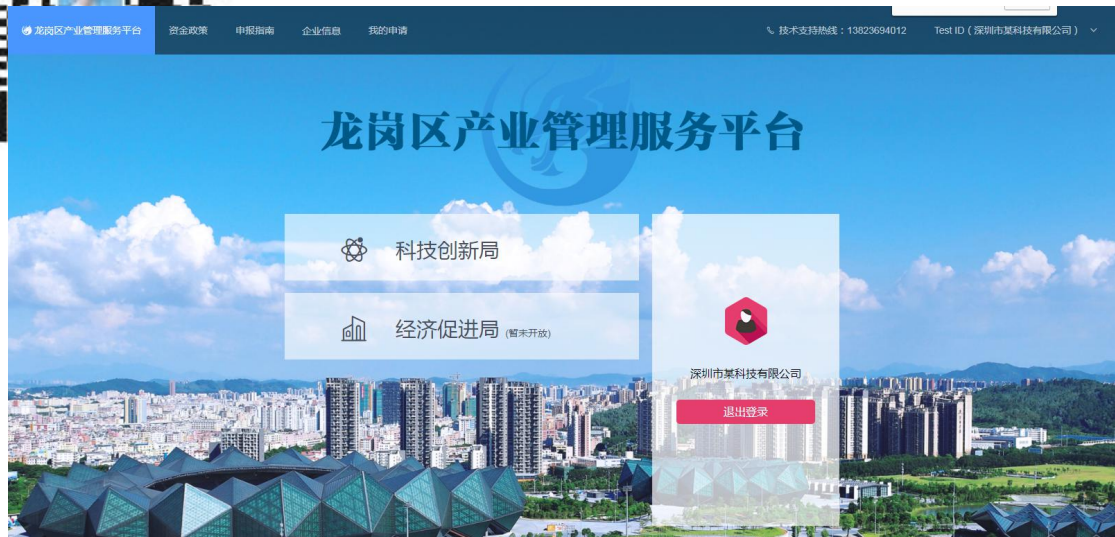 龙岗区产业管理服务平台
资金政策
申报指南
企业信息
我的申请
技术支持热线：13823694012
Test ID（深圳市某科技有限公司）
龙岗区产业管理服务平台
科技创新局
经济促进局 (暂未开放)
深圳市某科技有限公司
退出登录